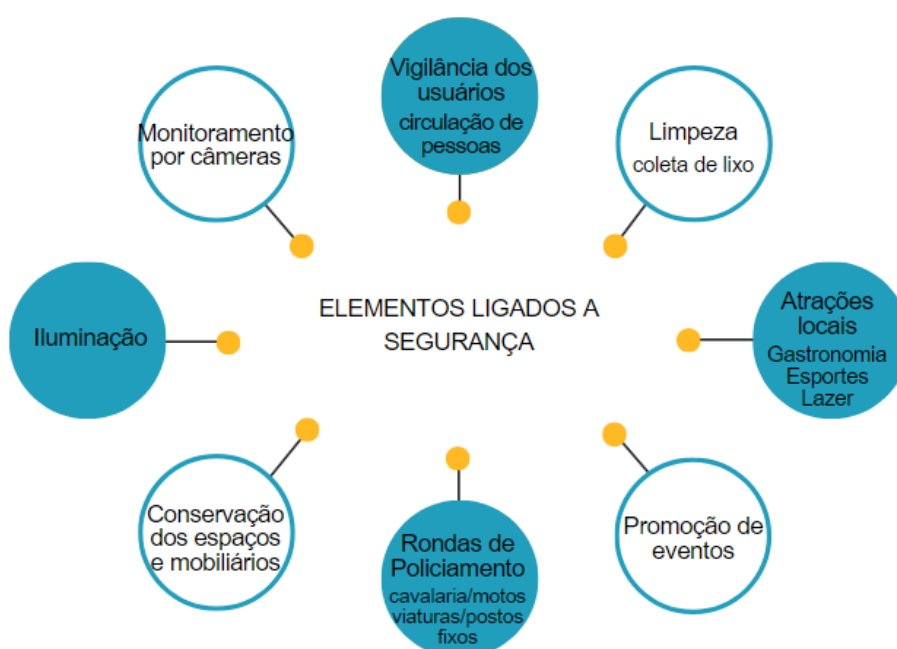 Vigilância dos
usuários
circulação de
pessoas
Monitoramento
por câmeras
Limpeza
coleta de lixo
ELEMENTOS LIGADOS A
SEGURANÇA
Iluminação
Atrações
locais
Gastronomia
Esportes
Lazer
Conservação
dos espaços
e mobiliários
Rondas de
Policiamento
cavalaria/motos
viaturas/postos
fixos
Promoção de
eventos